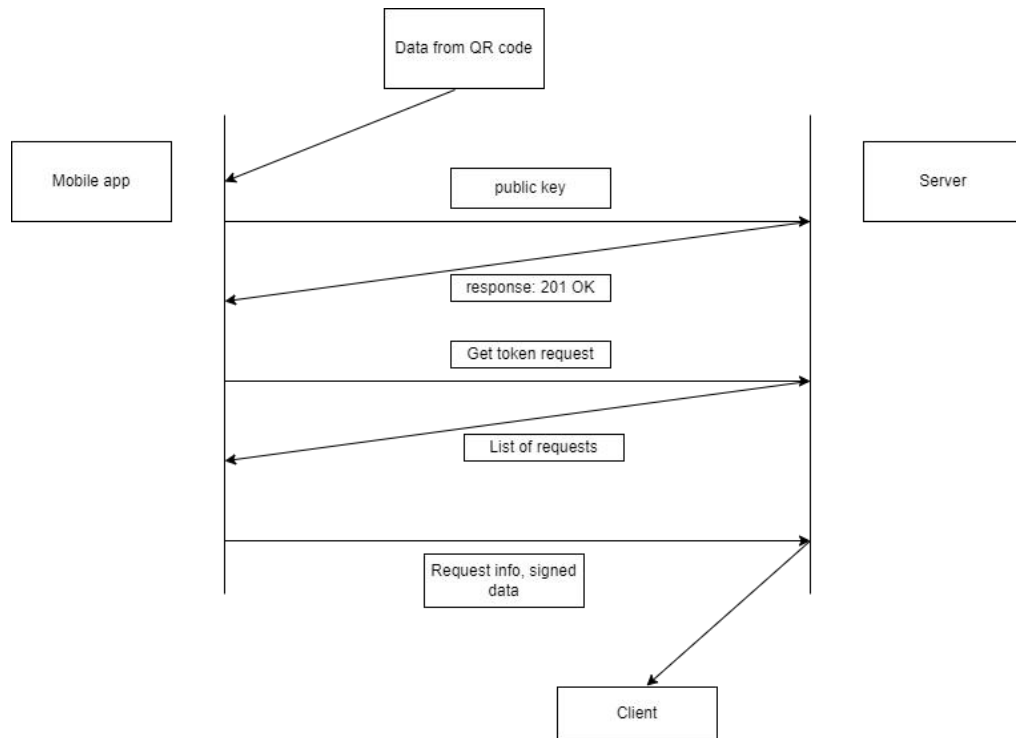 Data from QR code
Mobile app
public key
Server
response: 201 OK
Get token request
List of requests
Request info, signed
data
Client